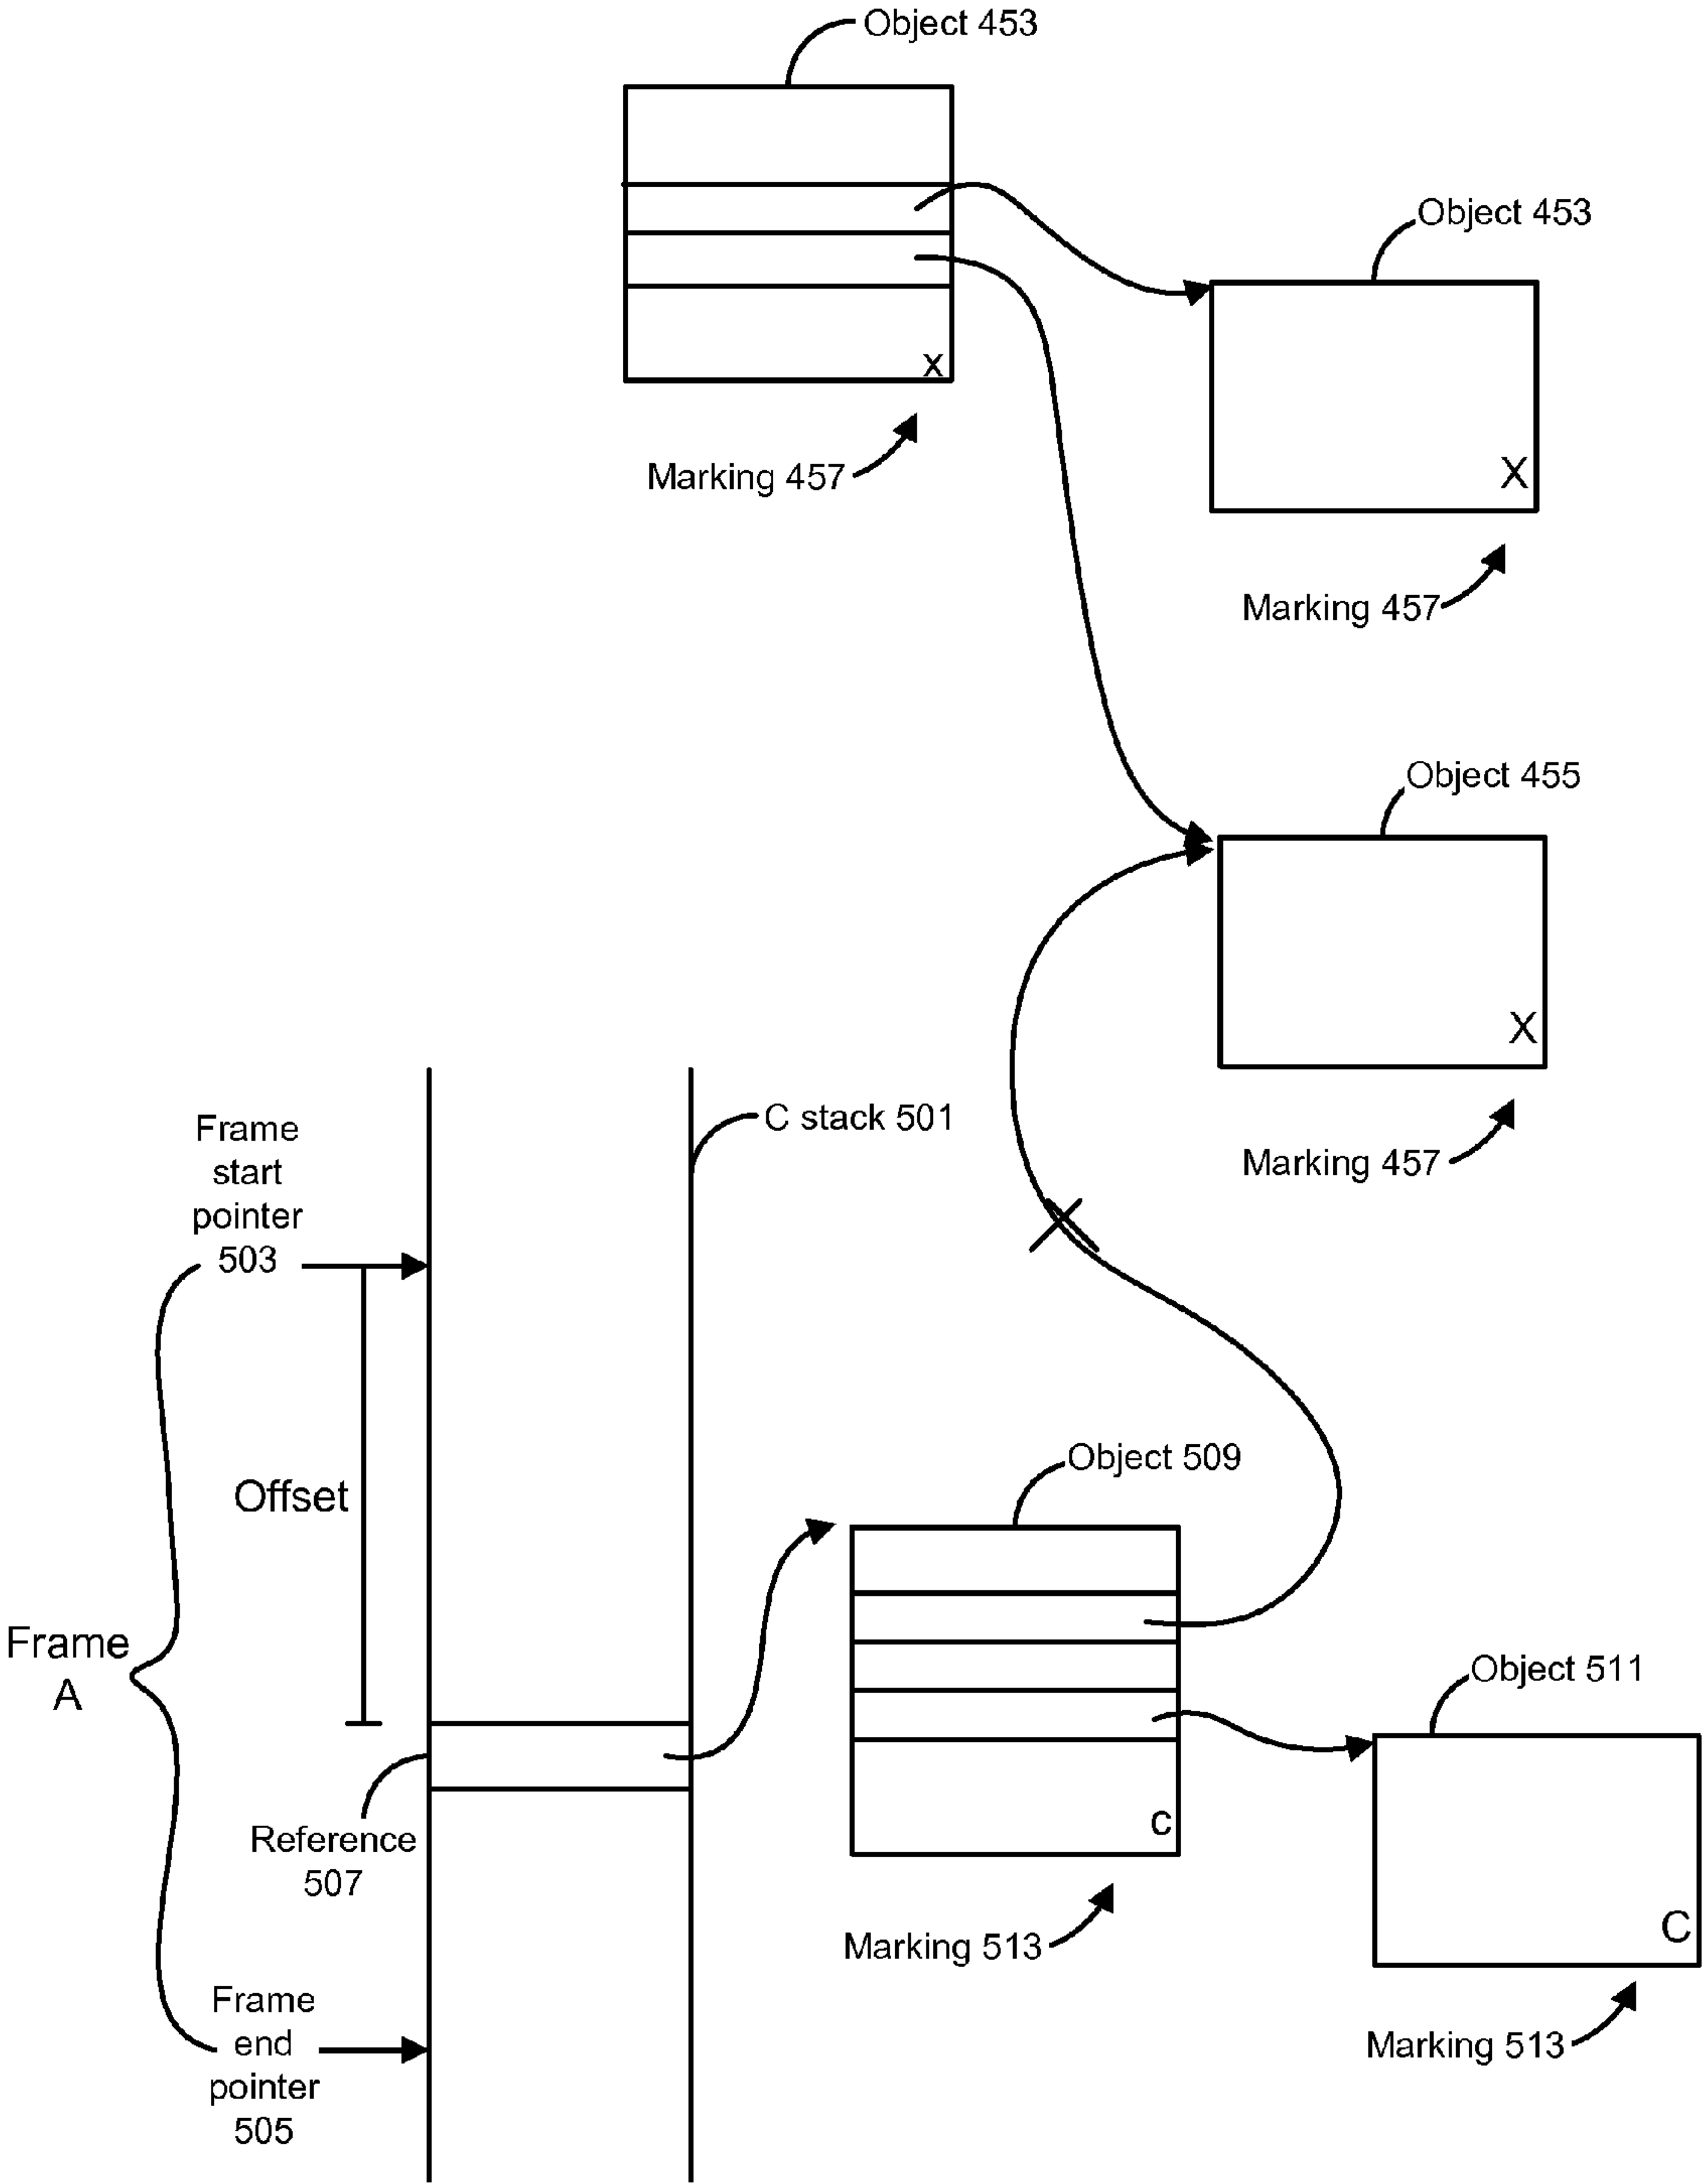 Object 453
Object 453
x
X
Marking 457
Marking 457
Object 455
X
Marking 457
C stack 501
Frame
start
pointer
503
Offset
Frame
A
Reference
507
Object 509
c
Marking 513
Object 511
C
Marking 513
Frame
end
pointer
505